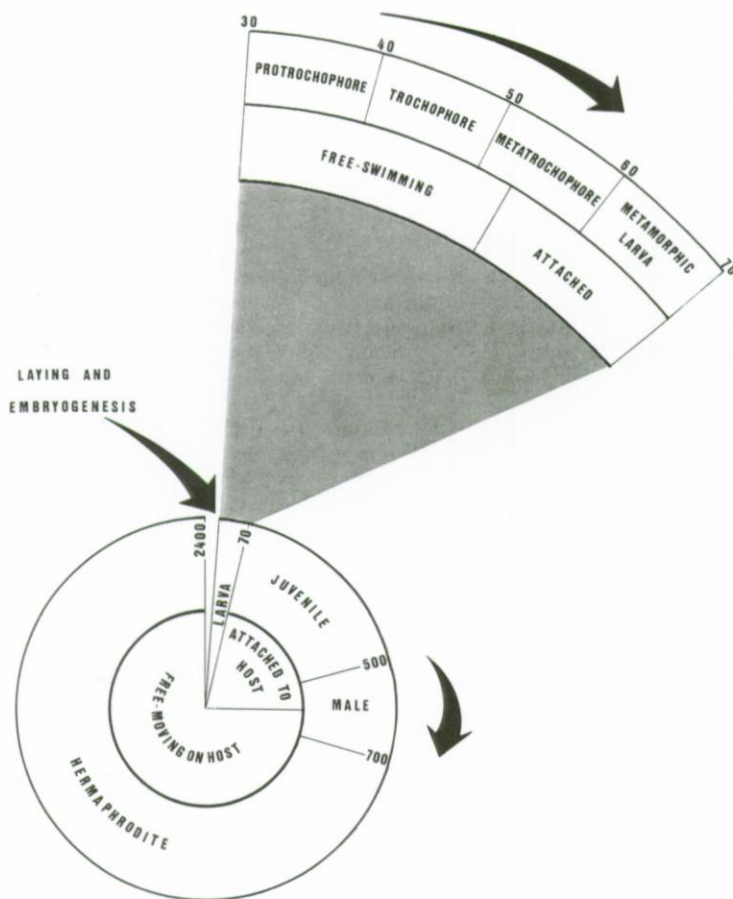 30
40
50
60
70
PROTROCHOPHORE
TROCHOPHORE
METATROCHOPHORE
METAMORPHIC
LARVA
FREE-SWIMMING
ATTACHED
LAYING AND
EMBRYOGENESIS
2400
70
LARVA
JUVENILE
ATTACHED TO
HOST
500
MALE
700
FREE-MOVING ON HOST
HERMAPHRODITE